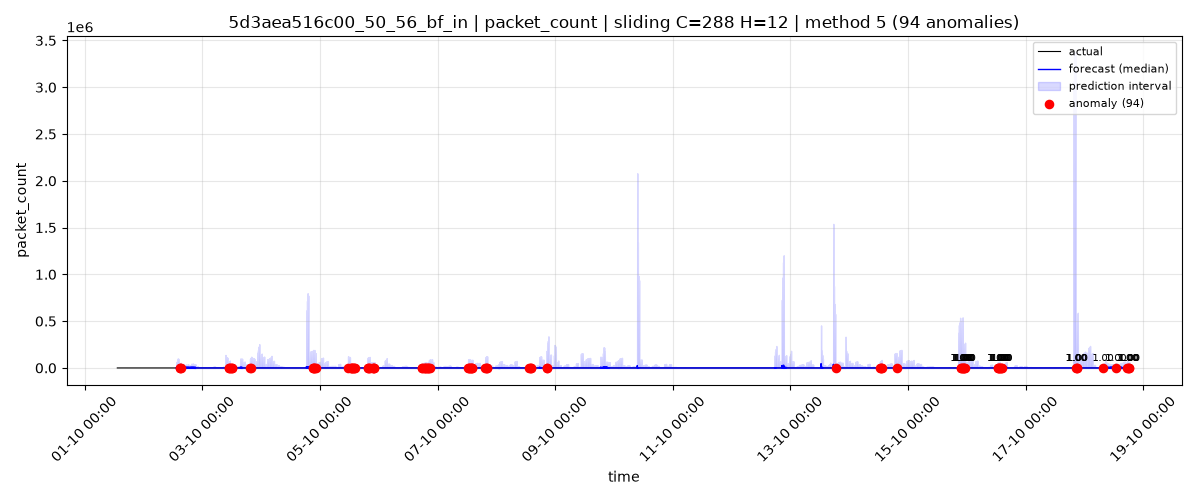 5d3aea516c00_50_56_bf_in | packet_count | sliding C=288 H=12 | method 5 (94 anomalies)
1e6
3.5
3.0
2.5
2.0
1.5
1.0
0.5
0.0
packet_count
actual
forecast (median)
prediction interval
anomaly (94)
01-10 00:00
03-10 00:00
05-10 00:00
07-10 00:00
09-10 00:00
11-10 00:00
13-10 00:00
15-10 00:00
17-10 00:00
19-10 00:00
time